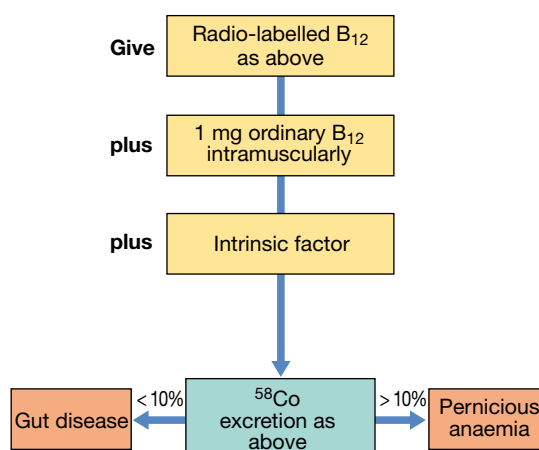 Give
Radio-labelled B₁₂
as above
plus
1 mg ordinary B₁₂
intramuscularly
plus
Intrinsic factor
Gut disease
< 10%
⁵⁸Co
excretion as
above
> 10%
Pernicious
anaemia